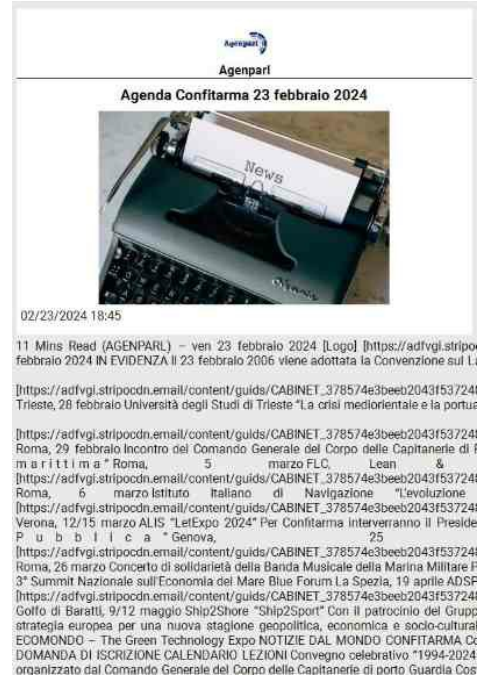 Agenparl
Agenparl
Agenda Confitarma 23 febbraio 2024
News
02/23/2024 18:45
11 Mins Read (AGENPARL) – ven 23 febbraio 2024 [Logo] [https://adfvgi.stripoc
febbraio 2024 IN EVIDENZA Il 23 febbraio 2006 viene adottata la Convenzione sul La
[https://adfvgi.stripocdn.email/content/guids/CABINET_378574e3beeb2043f537248
Trieste, 28 febbraio Università degli Studi di Trieste “La crisi mediorientale e la portua
[https://adfvgi.stripocdn.email/content/guids/CABINET_378574e3beeb2043f537248
Roma, 29 febbraio Incontro del Comando Generale del Corpo delle Capitanerie di P
m a r i t t i m a “ Roma, 5 marzo FLC, Lean &
[https://adfvgi.stripocdn.email/content/guids/CABINET_378574e3beeb2043f537248
Roma, 6 marzo Istituto Italiano di Navigazione “L’evoluzione
[https://adfvgi.stripocdn.email/content/guids/CABINET_378574e3beeb2043f537248
Verona, 12/15 marzo ALIS “LetExpo 2024” Per Confitarma interverranno il Preside
P u b b l i c a “ Genova, 25
[https://adfvgi.stripocdn.email/content/guids/CABINET_378574e3beeb2043f537248
Roma, 26 marzo Concerto di solidarietà della Banda Musicale della Marina Militare P
3° Summit Nazionale sull’Economia del Mare Blue Forum La Spezia, 19 aprile ADSP
[https://adfvgi.stripocdn.email/content/guids/CABINET_378574e3beeb2043f537248
Golfo di Baratti, 9/12 maggio Ship2Shore “Ship2Sport” Con il patrocinio del Grupp
strategia europea per una nuova stagione geopolitica, economica e socio-cultural
ECOMONDO – The Green Technology Expo NOTIZIE DAL MONDO CONFITARMA Co
DOMANDA DI ISCRIZIONE CALENDARIO LEZIONI Convegno celebrativo “1994-2024
organizzato dal Comando Generale del Corpo delle Capitanerie di porto Guardia Cos